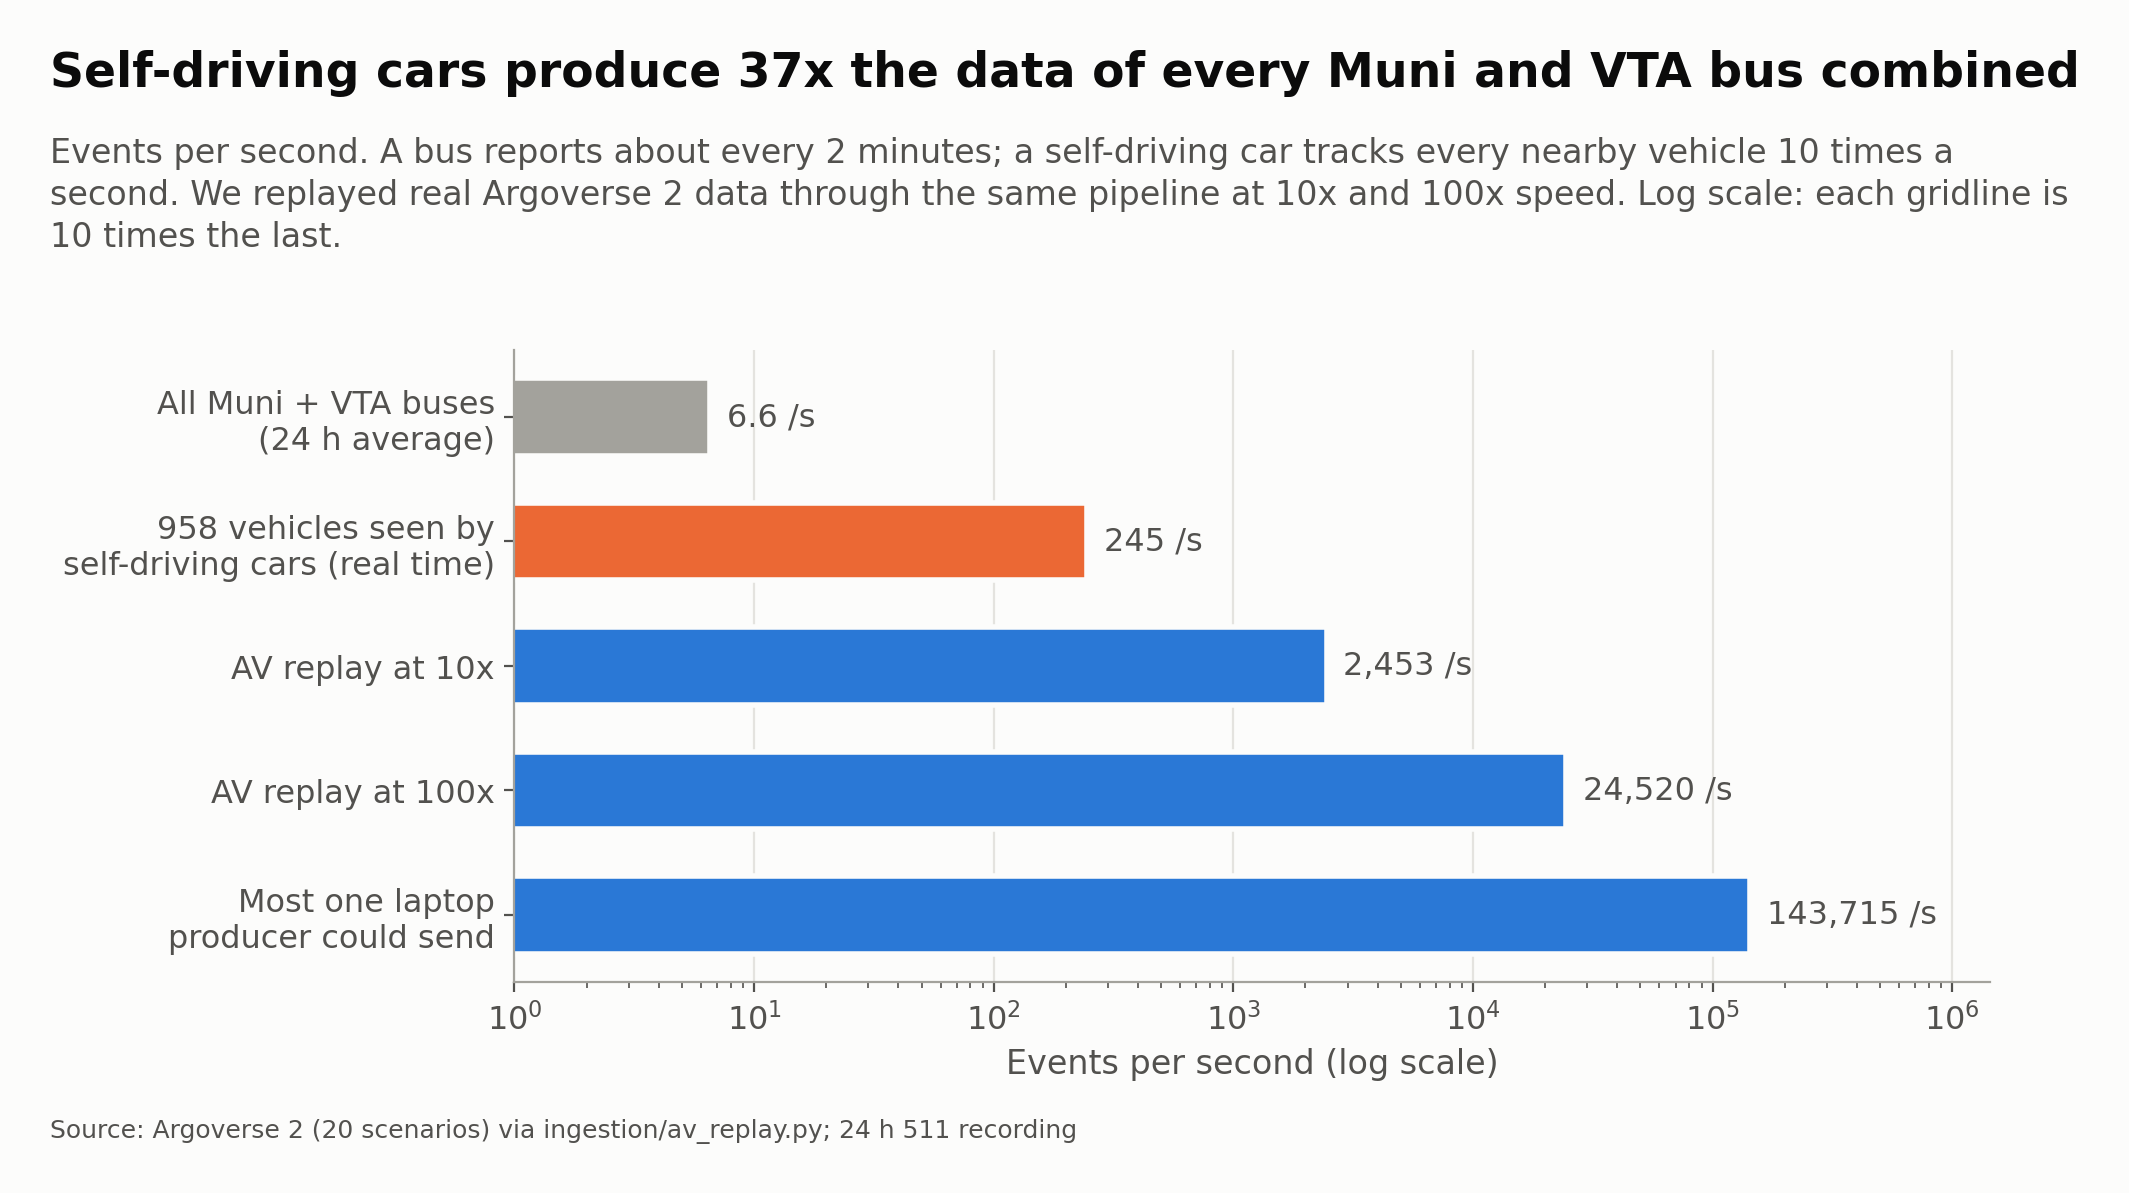 Self-driving cars produce 37x the data of every Muni and VTA bus combined
Events per second. A bus reports about every 2 minutes; a self-driving car tracks every nearby vehicle 10 times a
second. We replayed real Argoverse 2 data through the same pipeline at 10x and 100x speed. Log scale: each gridline is
10 times the last.
All Muni + VTA buses
(24 h average)
6.6 /s
958 vehicles seen by
self-driving cars (real time)
245 /s
AV replay at 10x
2,453 /s
AV replay at 100x
24,520 /s
Most one laptop
producer could send
143,715 /s
10⁰ 10¹ 10² 10³ 10⁴ 10⁵ 10⁶
Events per second (log scale)
Source: Argoverse 2 (20 scenarios) via ingestion/av_replay.py; 24 h 511 recording